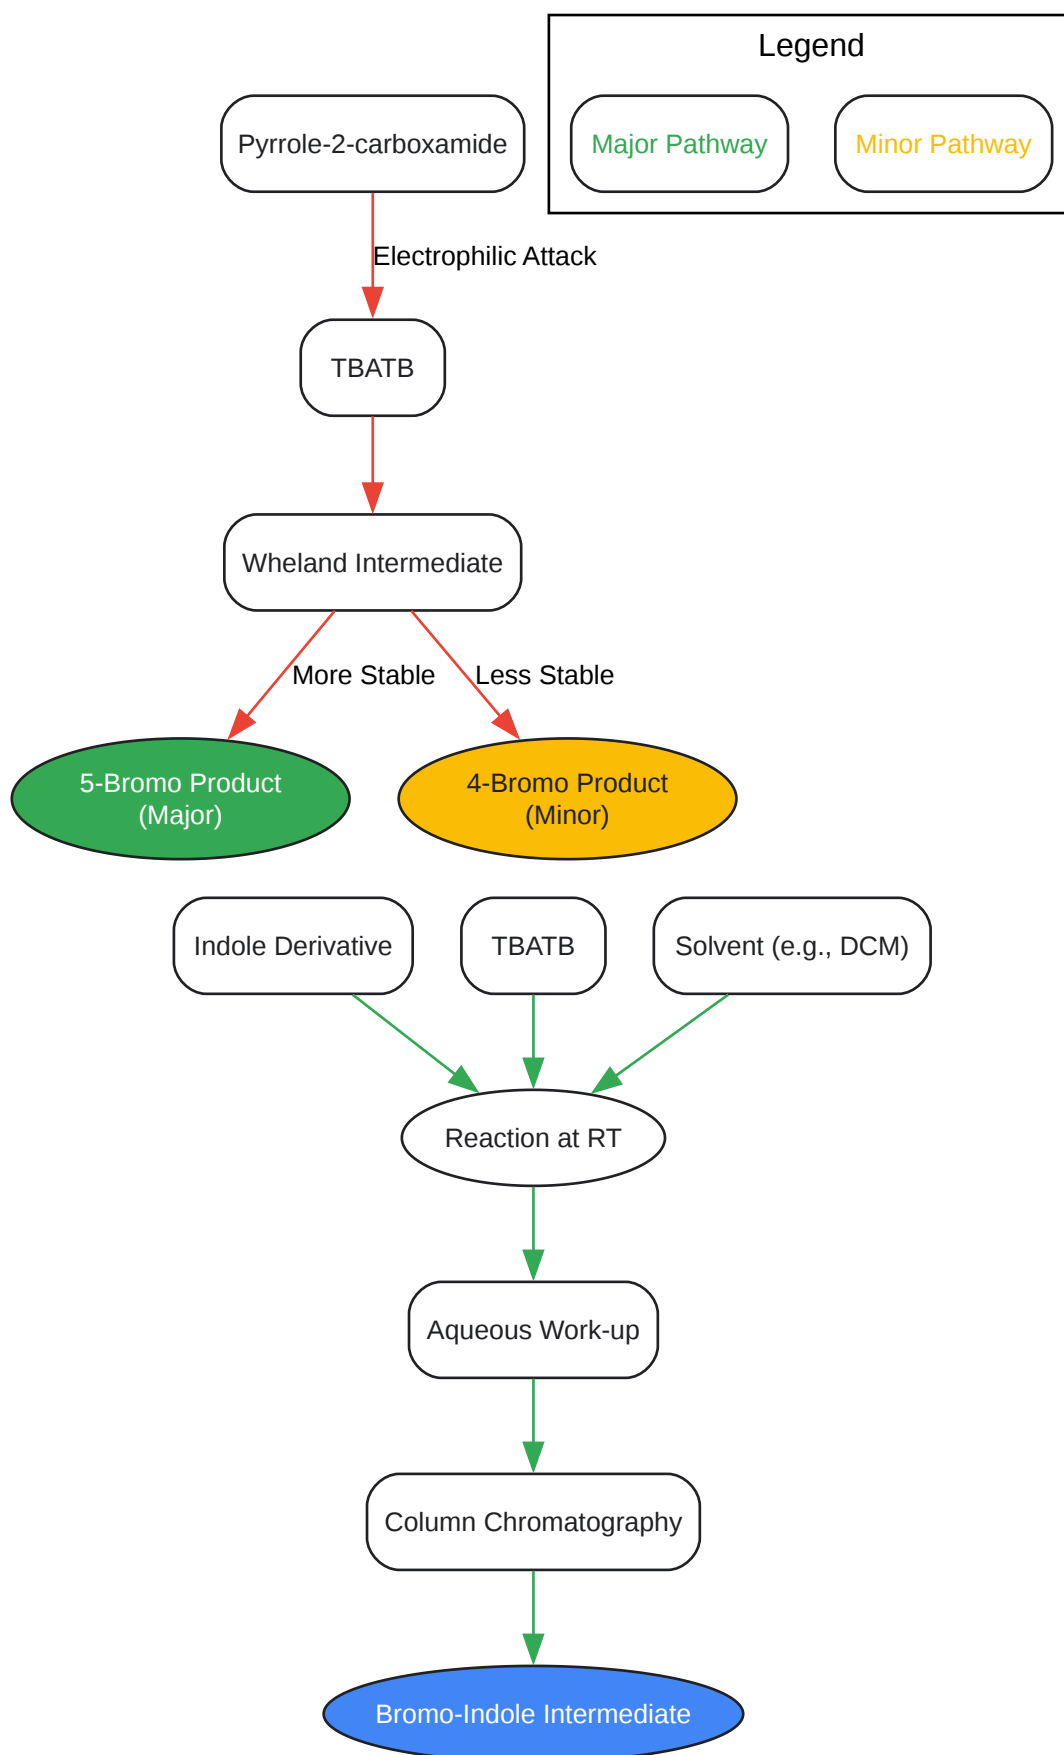 Legend
Pyrrole-2-carboxamide
Major Pathway
Minor Pathway
Electrophilic Attack
TBATB
Wheland Intermediate
More Stable
Less Stable
5-Bromo Product
(Major)
4-Bromo Product
(Minor)
Indole Derivative
TBATB
Solvent (e.g., DCM)
Reaction at RT
Aqueous Work-up
Column Chromatography
Bromo-Indole Intermediate